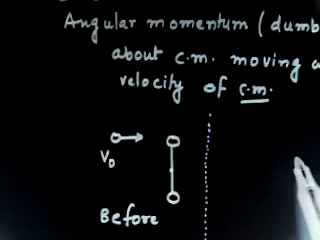 Angular momentum (dumb
about c.m. moving
velocity of c.m.
V₀
Before